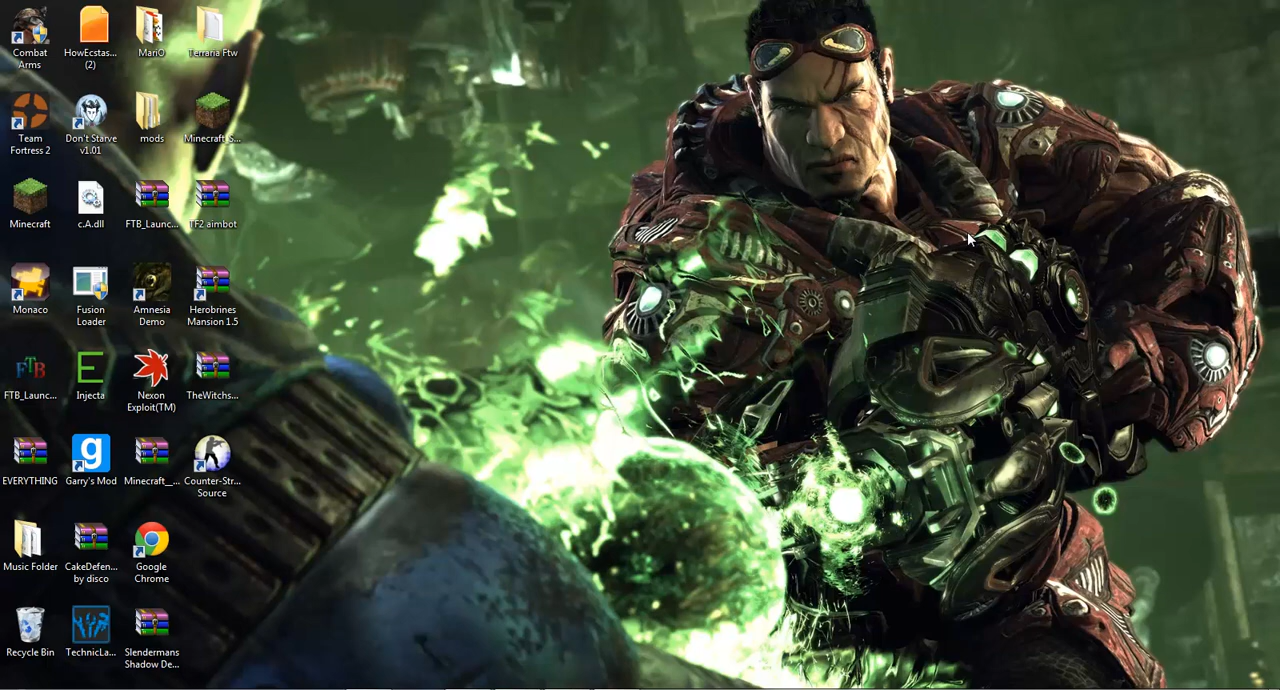 Combat
Arms
HowEcstas...
(2)
MariO
Terraria Ftw
Team
Fortress 2
Don't Starve
v1.01
mods
Minecraft_S...
Minecraft
c.A.dll
FTB_Launc...
TF2 aimbot
Monaco
Fusion
Loader
Amnesia
Demo
Herobrines
Mansion 1.5
FTB
FTB_Launc...
E
Injecta
Nexon
Exploit(TM)
TheWitchs...
EVERYTHING
g
Garry's Mod
Minecraft__...
Counter-Str...
Source
Music Folder
CakeDefen...
by disco
Google
Chrome
Recycle Bin
TechnicLa...
Slendermans
Shadow De...